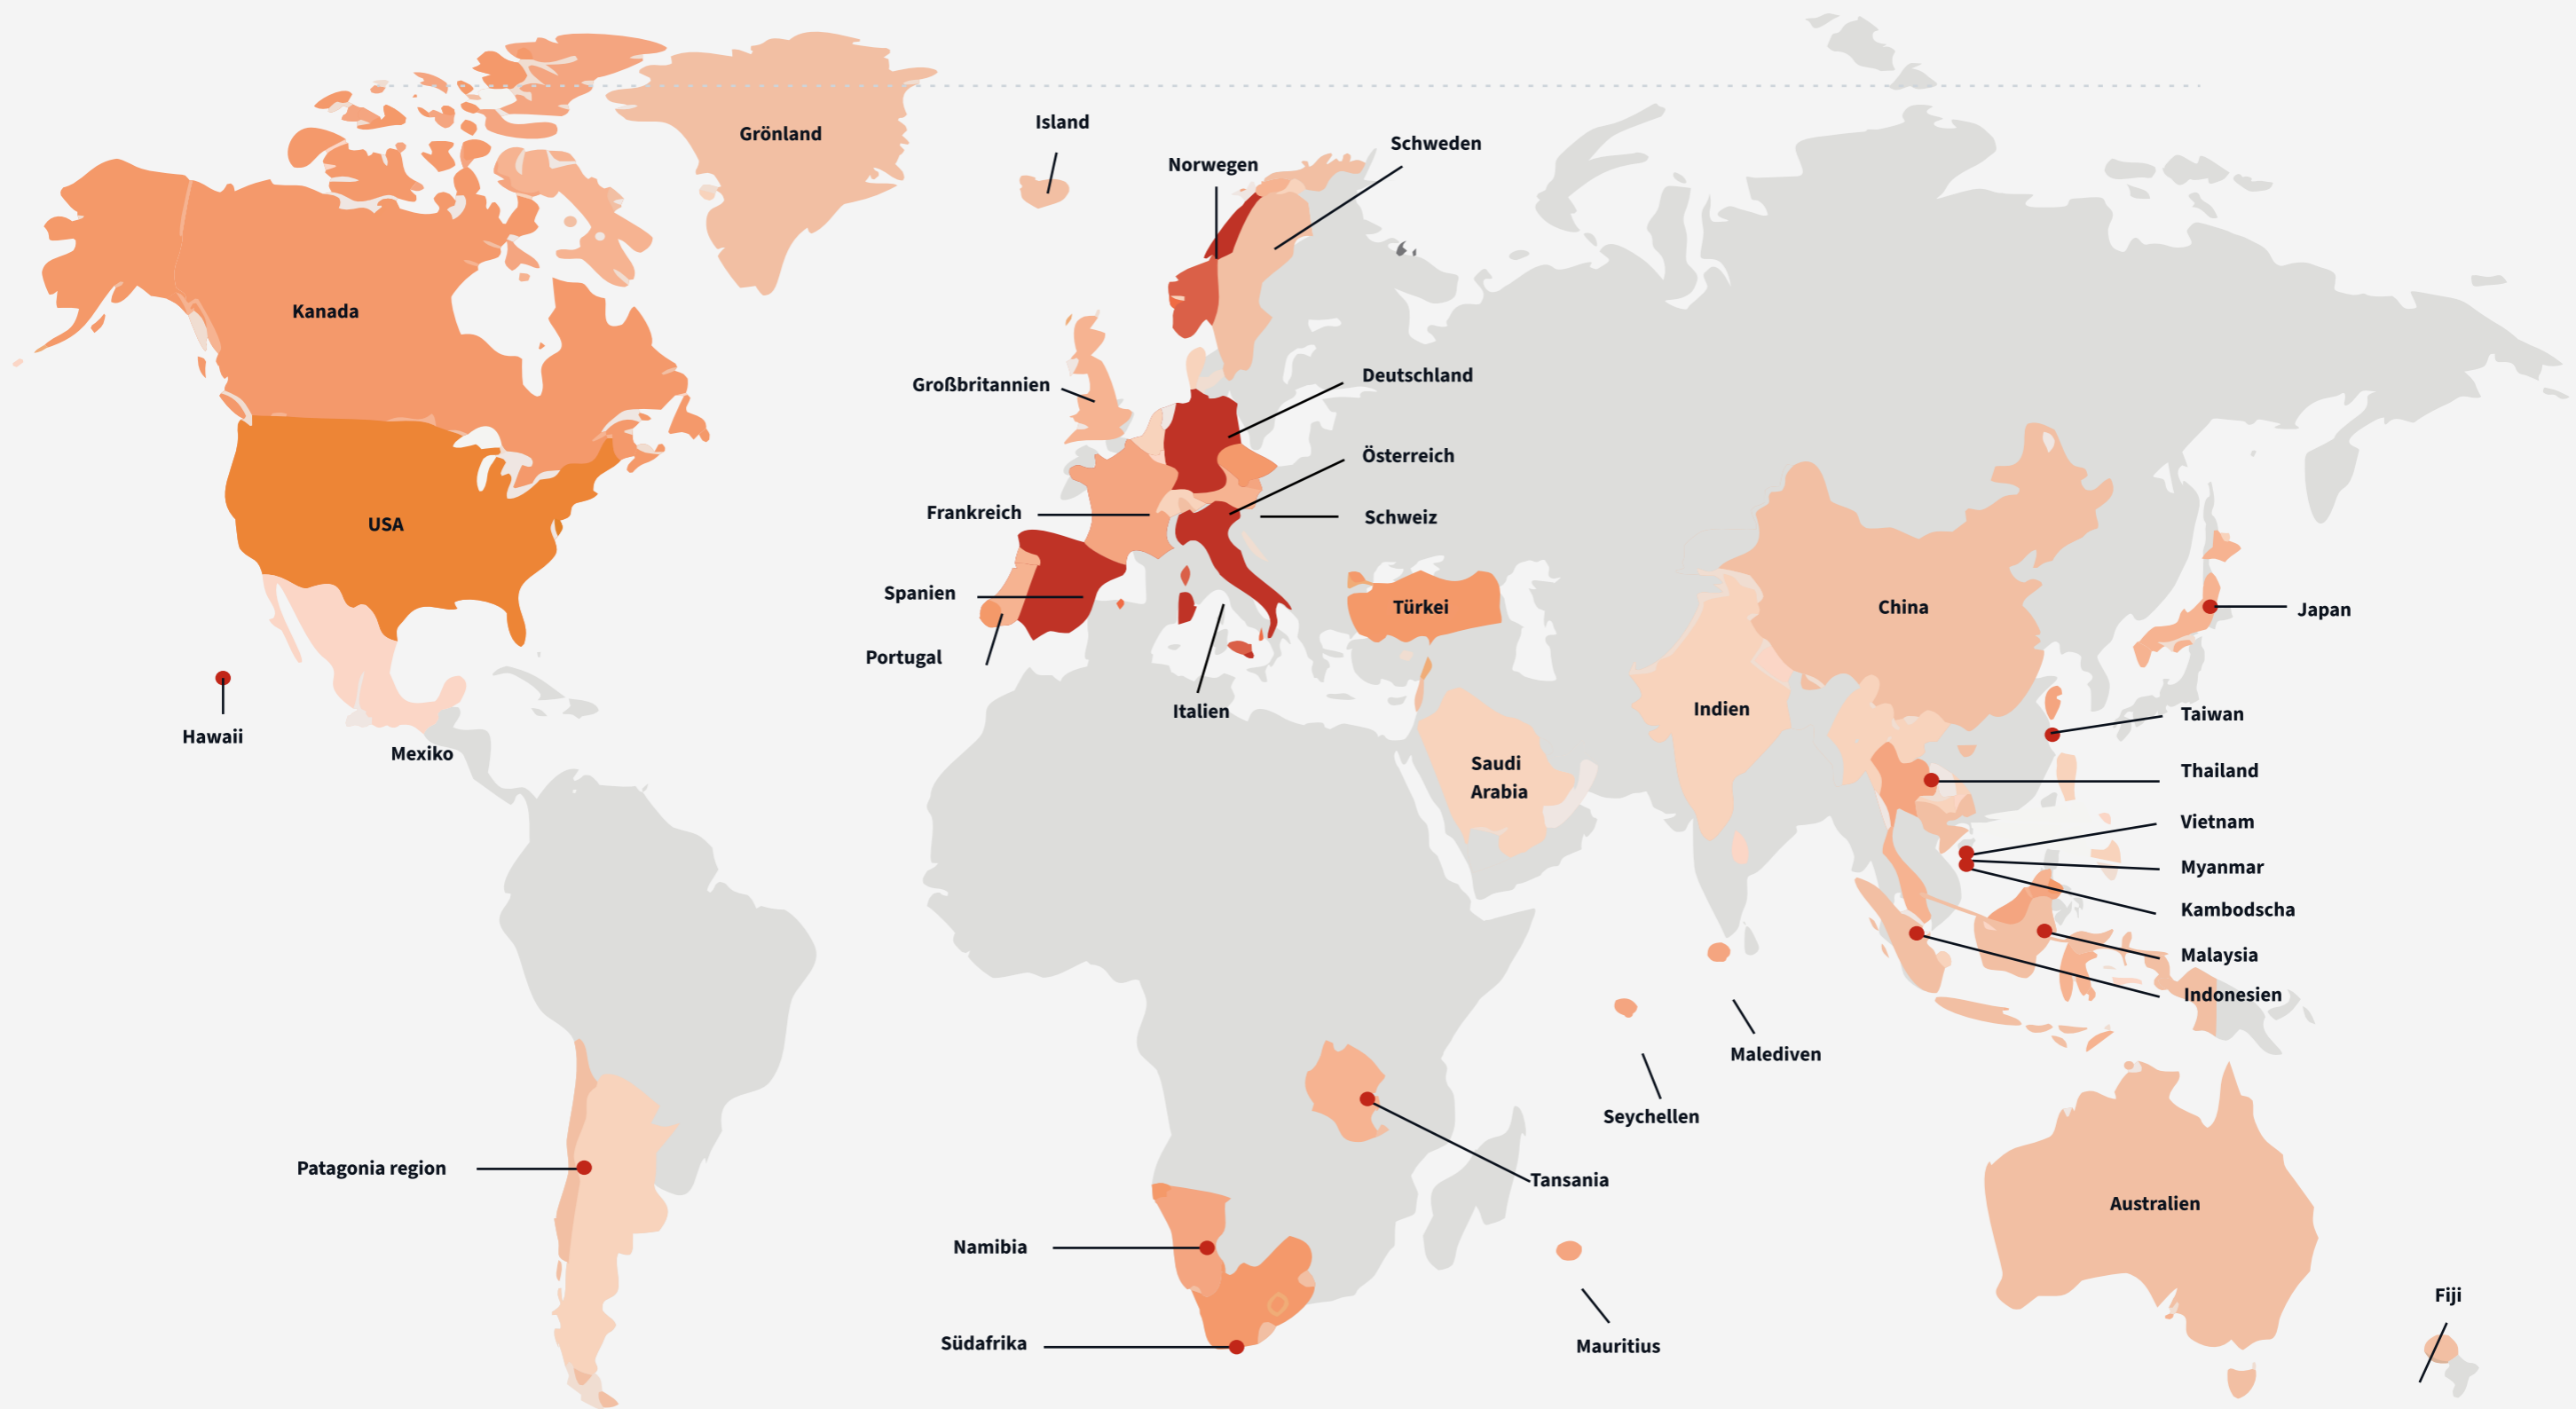 Grönland
Island
Schweden
Norwegen
Kanada
Deutschland
Großbritannien
Österreich
Frankreich
Schweiz
USA
Spanien
Türkei
China
Japan
Portugal
Indien
Italien
Taiwan
Hawaii
Mexiko
Saudi
Arabia
Thailand
Vietnam
Myanmar
Kambodscha
Malaysia
Indonesien
Malediven
Seychellen
Patagonia region
Tansania
Australien
Namibia
Fiji
Südafrika
Mauritius